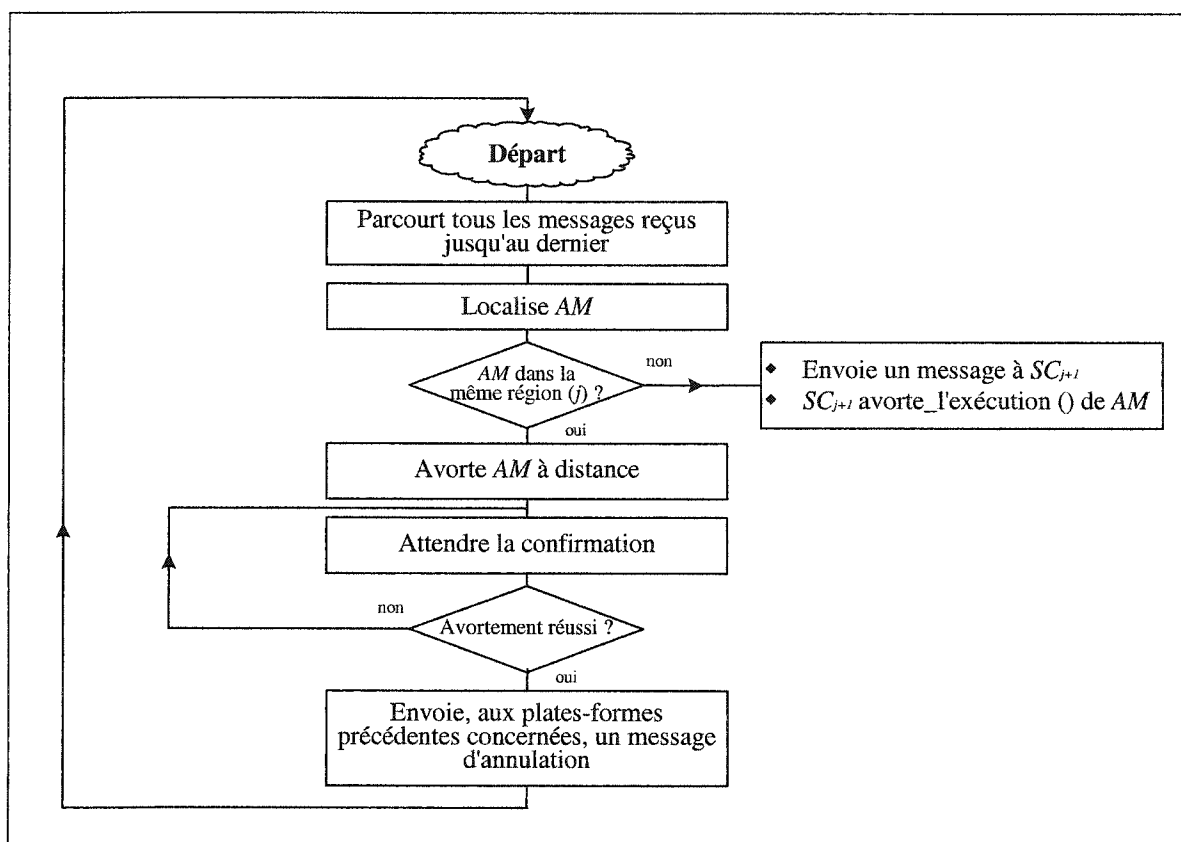 Départ
Parcourt tous les messages reçus
jusqu'au dernier
Localise AM
AM dans la
même région (j) ?
non
◆ Envoie un message à SCj+1
◆ SCj+1 avorte_l'exécution () de AM
oui
Avorte AM à distance
Attendre la confirmation
non
Avortement réussi ?
oui
Envoie, aux plates-formes
précédentes concernées, un message
d'annulation